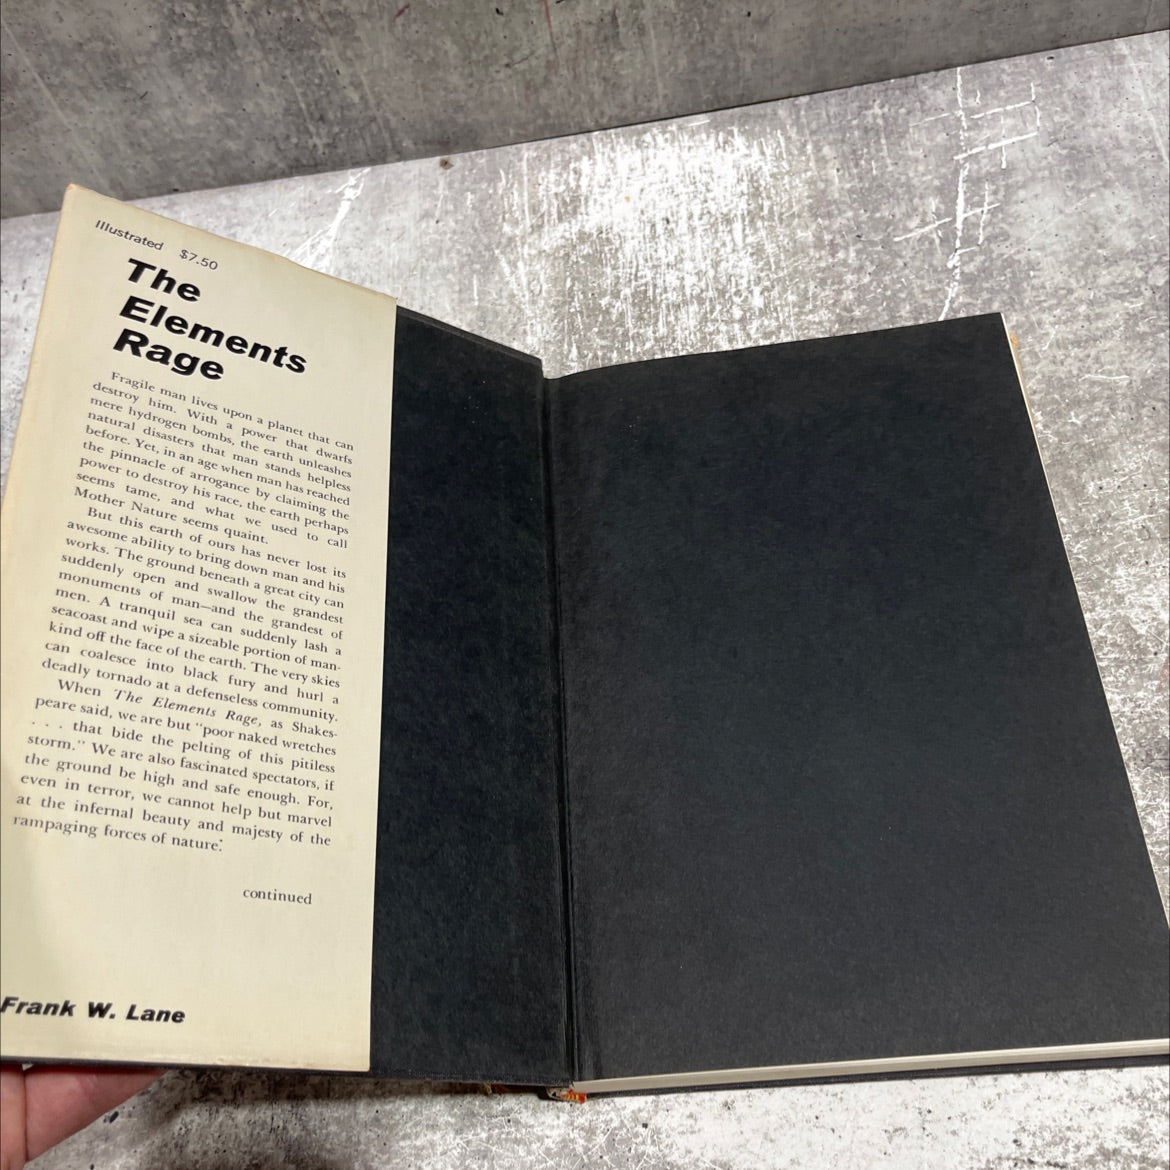 Illustrated $7.50
The
Elements
Rage
Fragile man lives upon a planet that can
destroy him. With a power that dwarfs
mere hydrogen bombs, the earth unleashes
natural disasters that man stands helpless
before. Yet, in an age when man has reached
the pinnacle of arrogance by claiming the
power to destroy his race, the earth perhaps
seems tame, and what we used to call
Mother Nature seems quaint.
But this earth of ours has never lost its
awesome ability to bring down man and his
works. The ground beneath a great city can
suddenly open and swallow the grandest
monuments of man—and the grandest of
men. A tranquil sea can suddenly lash a
seacoast and wipe a sizeable portion of man-
kind off the face of the earth. The very skies
can coalesce into black fury and hurl a
deadly tornado at a defenseless community.
When The Elements Rage, as Shakes-
peare said, we are but "poor naked wretches
. . . that bide the pelting of this pitiless
storm." We are also fascinated spectators, if
the ground be high and safe enough. For,
even in terror, we cannot help but marvel
at the infernal beauty and majesty of the
rampaging forces of nature.
continued
Frank W. Lane